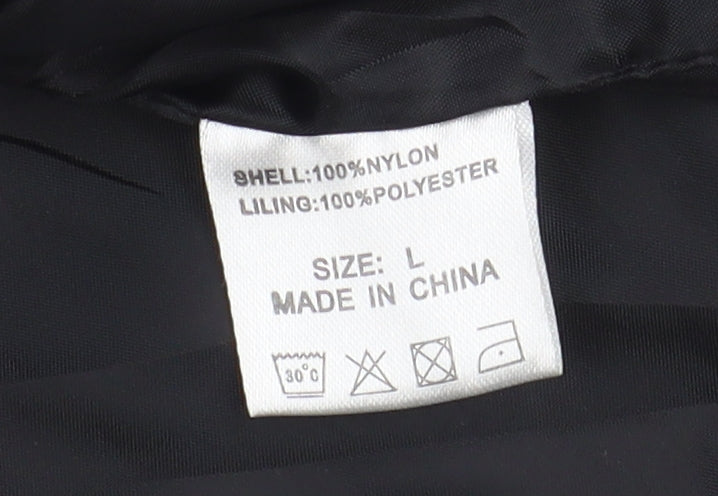 SHELL:100%NYLON
LILING:100%POLYESTER
SIZE: L
MADE IN CHINA
30°C